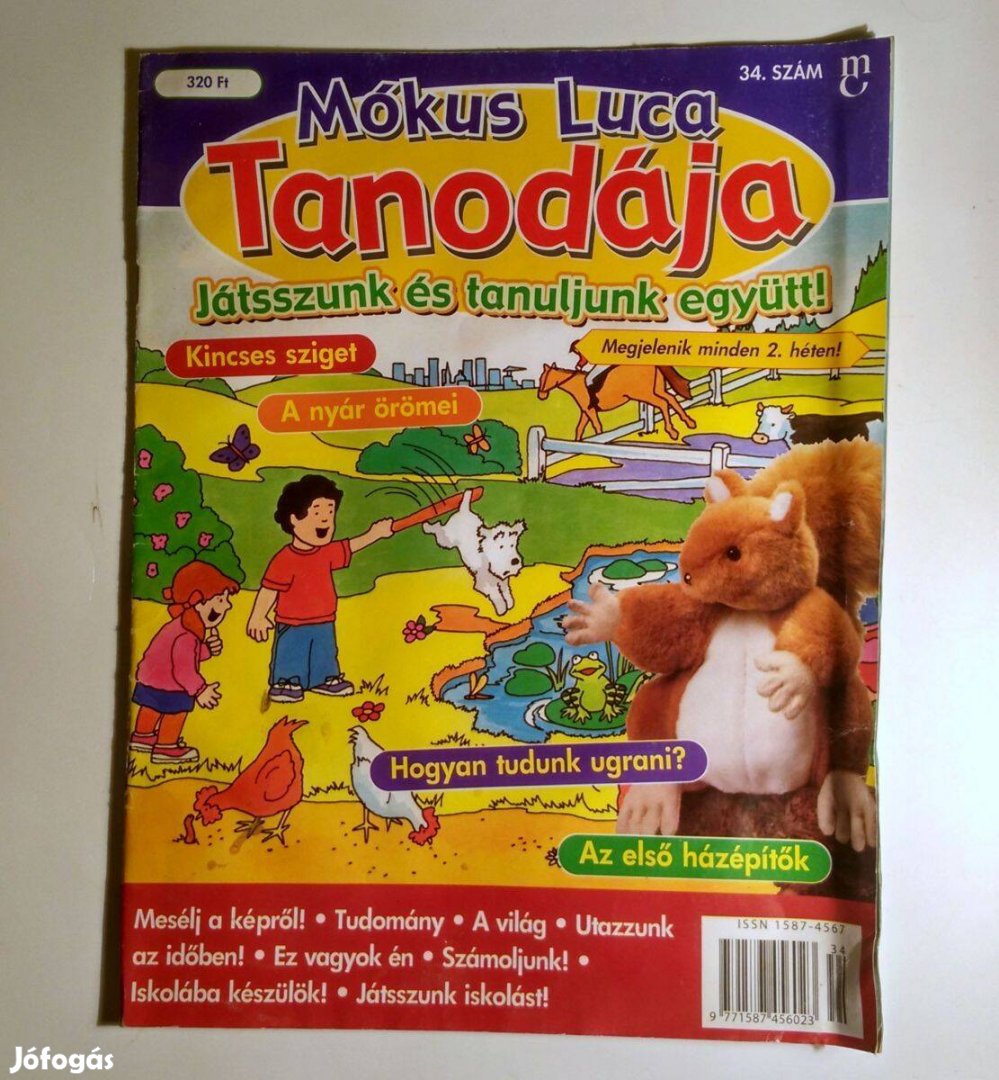 320 Ft
34. SZÁM
mc
Mókus Luca
Tanodája
Játsszunk és tanuljunk együtt!
Kincses sziget
Megjelenik minden 2. héten!
A nyár örömei
Hogyan tudunk ugrani?
Az első házépítők
Mesélj a képről! • Tudomány • A világ • Utazzunk
az időben! • Ez vagyok én • Számoljunk! •
Iskolába készülök! • Játsszunk iskolást!
ISSN 1587-4567
34
9 771587 456023
Jófogás